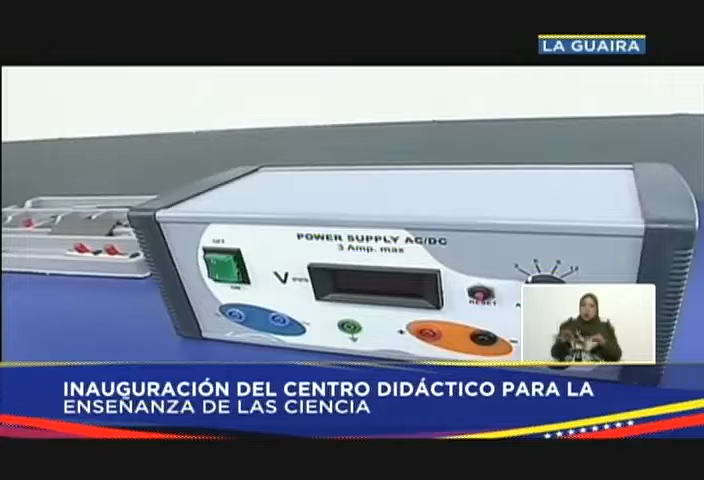 LA GUAIRA
POWER SUPPLY AC/DC
3 Amp. max
OFF
V
ON
RESET
+
-
INAUGURACIÓN DEL CENTRO DIDÁCTICO PARA LA
ENSEÑANZA DE LAS CIENCIA